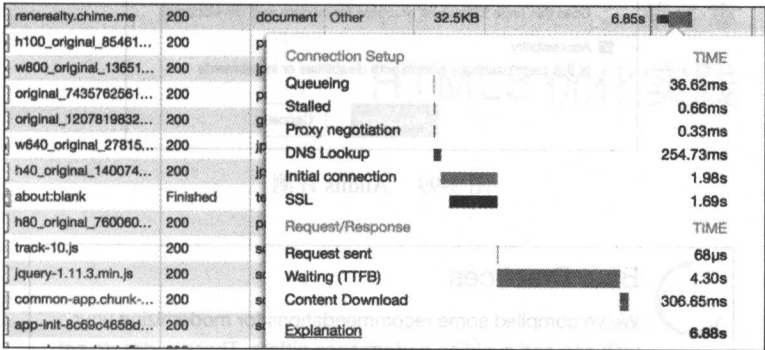 renerealty.chime.me 200 document Other 32.5KB 6.85s
h100_original_85461... 200
w800_original_13651... 200
original_7435762561... 200
original_1207819832... 200
w640_original_27815... 200
h40_original_140074... 200
about:blank Finished
h80_original_760060... 200
track-10.js 200
jquery-1.11.3.min.js 200
common-app.chunk-... 200
app-init-8c69c4658d... 200
Connection Setup TIME
Queueing 36.62ms
Stalled 0.66ms
Proxy negotiation 0.33ms
DNS Lookup 254.73ms
Initial connection 1.98s
SSL 1.69s
Request/Response TIME
Request sent 68μs
Waiting (TTFB) 4.30s
Content Download 306.65ms
Explanation 6.88s